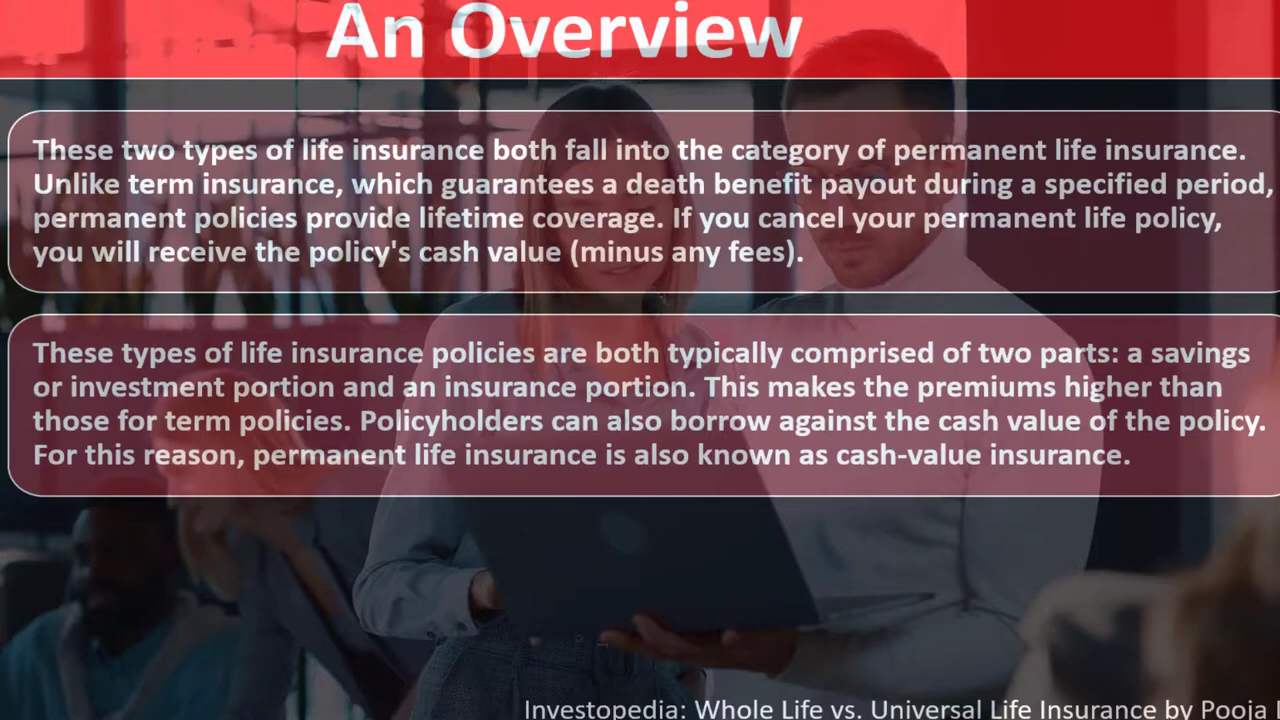 An Overview
These two types of life insurance both fall into the category of permanent life insurance.
Unlike term insurance, which guarantees a death benefit payout during a specified period,
permanent policies provide lifetime coverage. If you cancel your permanent life policy,
you will receive the policy's cash value (minus any fees).
These types of life insurance policies are both typically comprised of two parts: a savings
or investment portion and an insurance portion. This makes the premiums higher than
those for term policies. Policyholders can also borrow against the cash value of the policy.
For this reason, permanent life insurance is also known as cash-value insurance.
Investopedia: Whole Life vs. Universal Life Insurance by Pooja